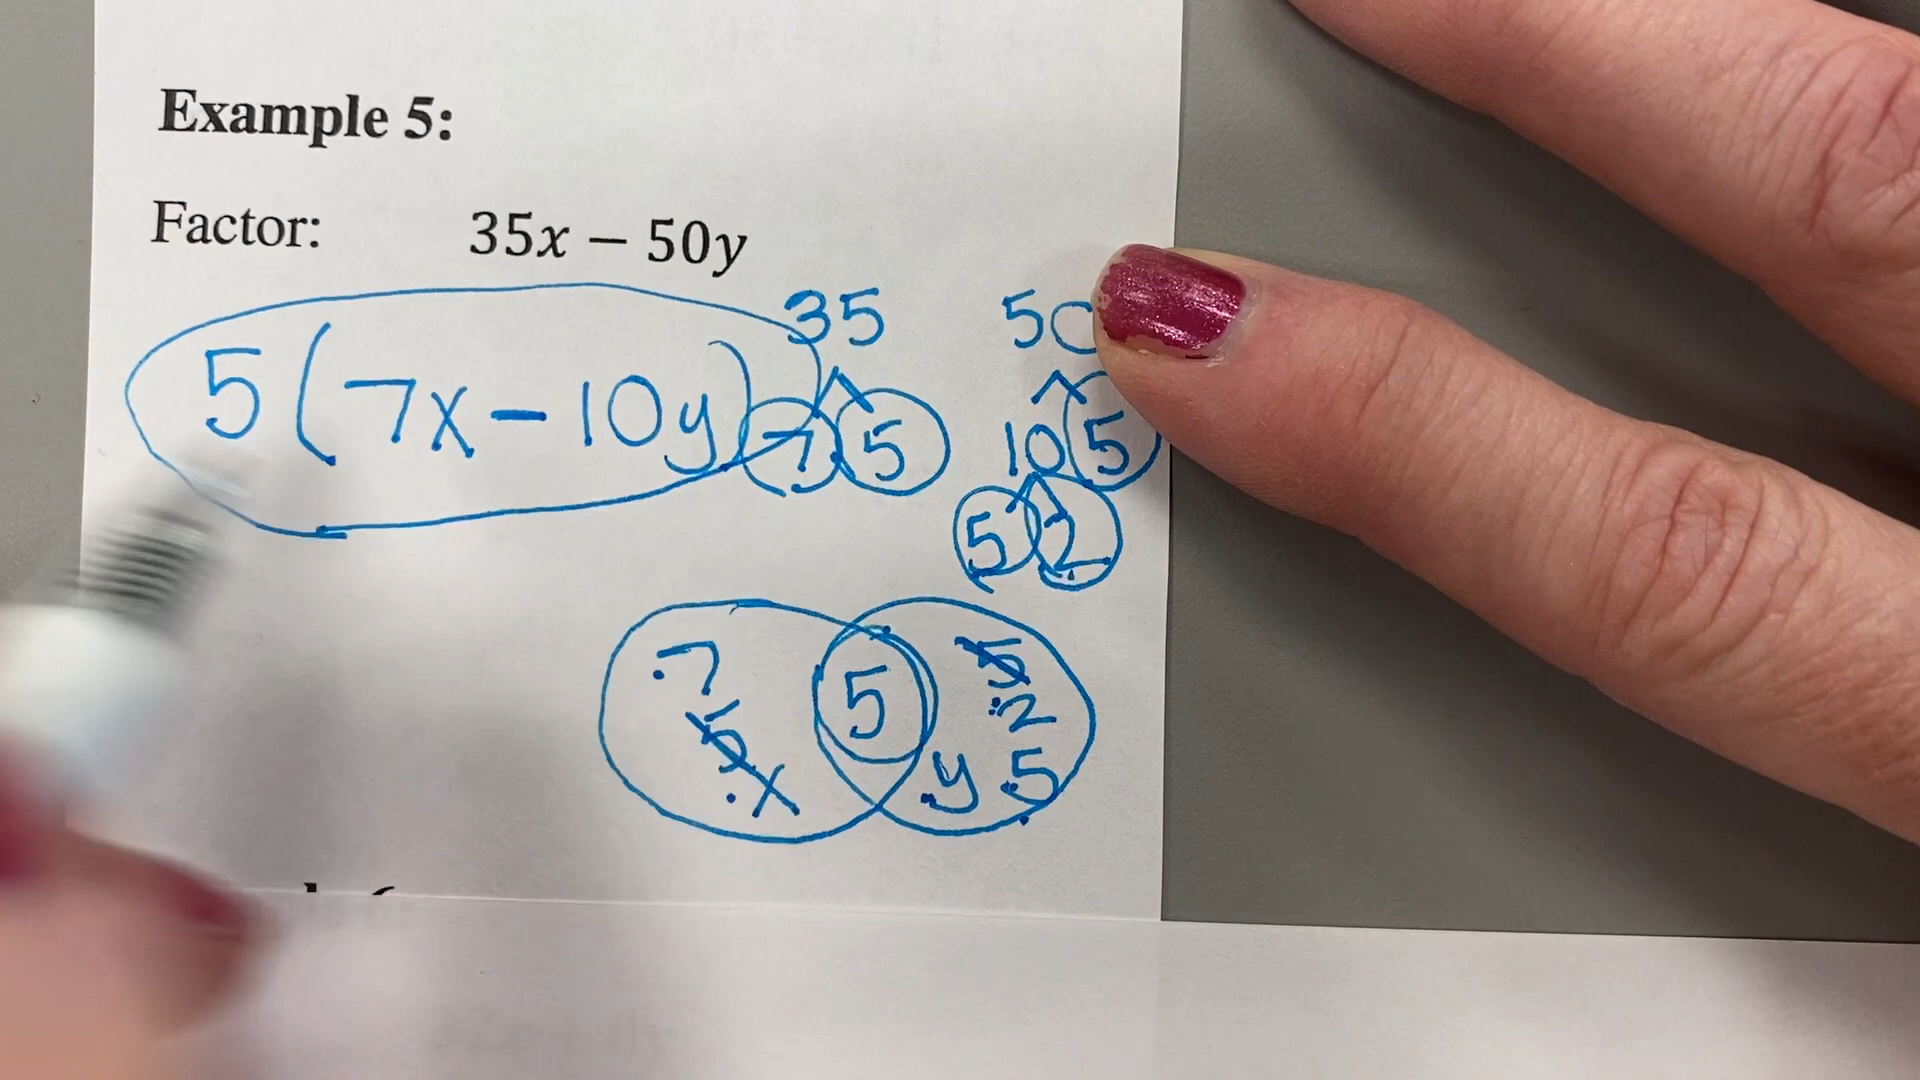 Example 5:
Factor: 35x − 50y
35 50
5(7x − 10y)
7 5 10 5
5 2
7 5 5
5 2
x y 5